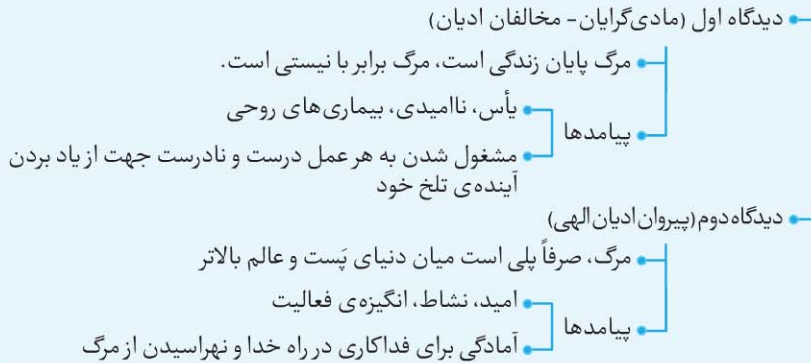 دیدگاه اول (مادی‌گرایان- مخالفان ادیان)
مرگ پایان زندگی است، مرگ برابر با نیستی است.
پیامدها
یأس، ناامیدی، بیماری‌های روحی
مشغول شدن به هر عمل درست و نادرست جهت از یاد بردن
آینده‌ی تلخ خود
دیدگاه دوم(پیروان ادیان الهی)
مرگ، صرفاً پلی است میان دنیای پَست و عالم بالاتر
پیامدها
امید، نشاط، انگیزه‌ی فعالیت
آمادگی برای فداکاری در راه خدا و نهراسیدن از مرگ